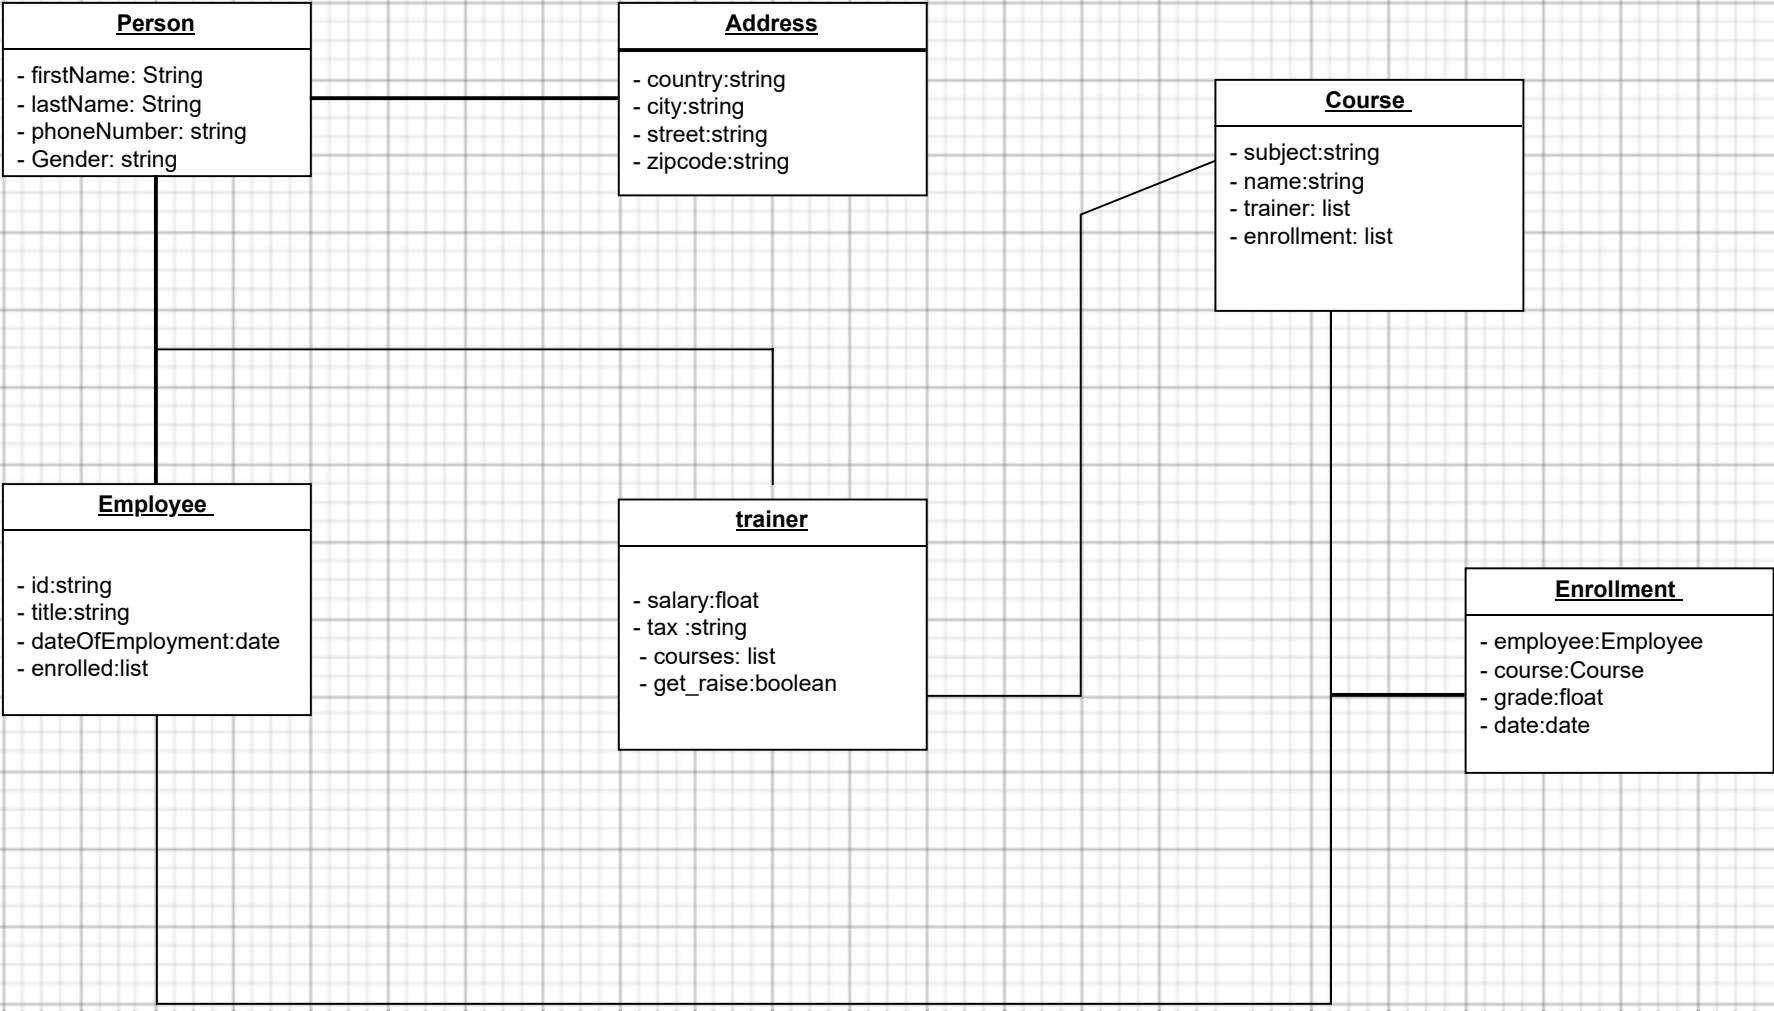 Person
- firstName: String
- lastName: String
- phoneNumber: string
- Gender: string
Address
- country:string
- city:string
- street:string
- zipcode:string
Course
- subject:string
- name:string
- trainer: list
- enrollment: list
Employee
- id:string
- title:string
- dateOfEmployment:date
- enrolled:list
trainer
- salary:float
- tax :string
- courses: list
- get_raise:boolean
Enrollment
- employee:Employee
- course:Course
- grade:float
- date:date